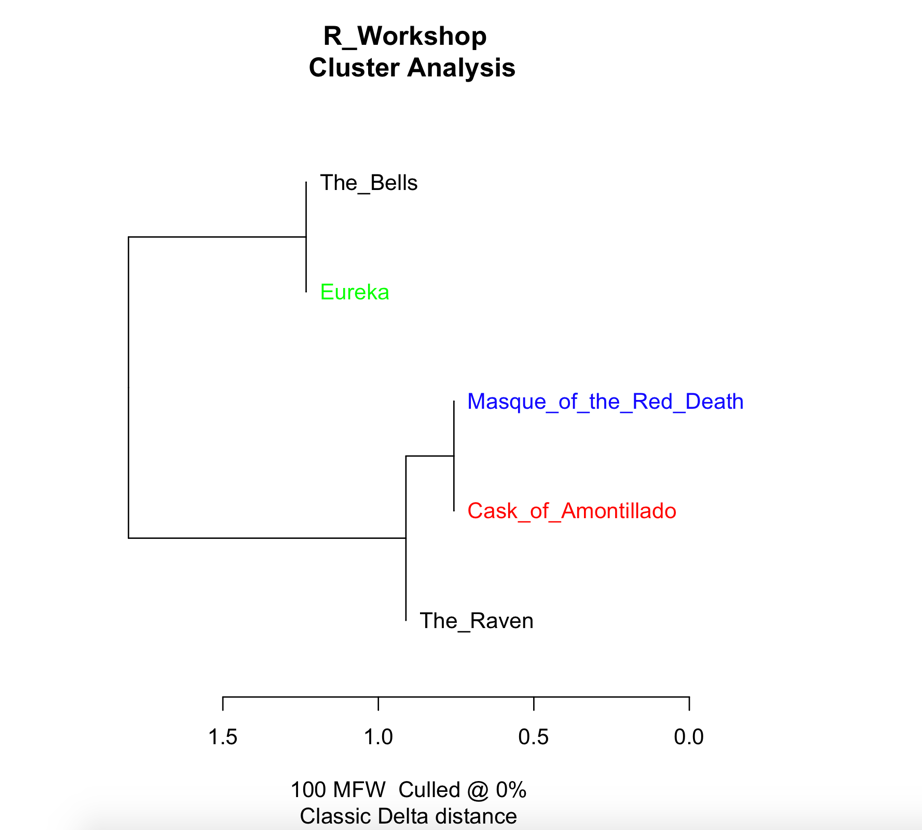 R_Workshop
Cluster Analysis
The_Bells
Eureka
Masque_of_the_Red_Death
Cask_of_Amontillado
The_Raven
1.5 1.0 0.5 0.0
100 MFW  Culled @ 0%
Classic Delta distance